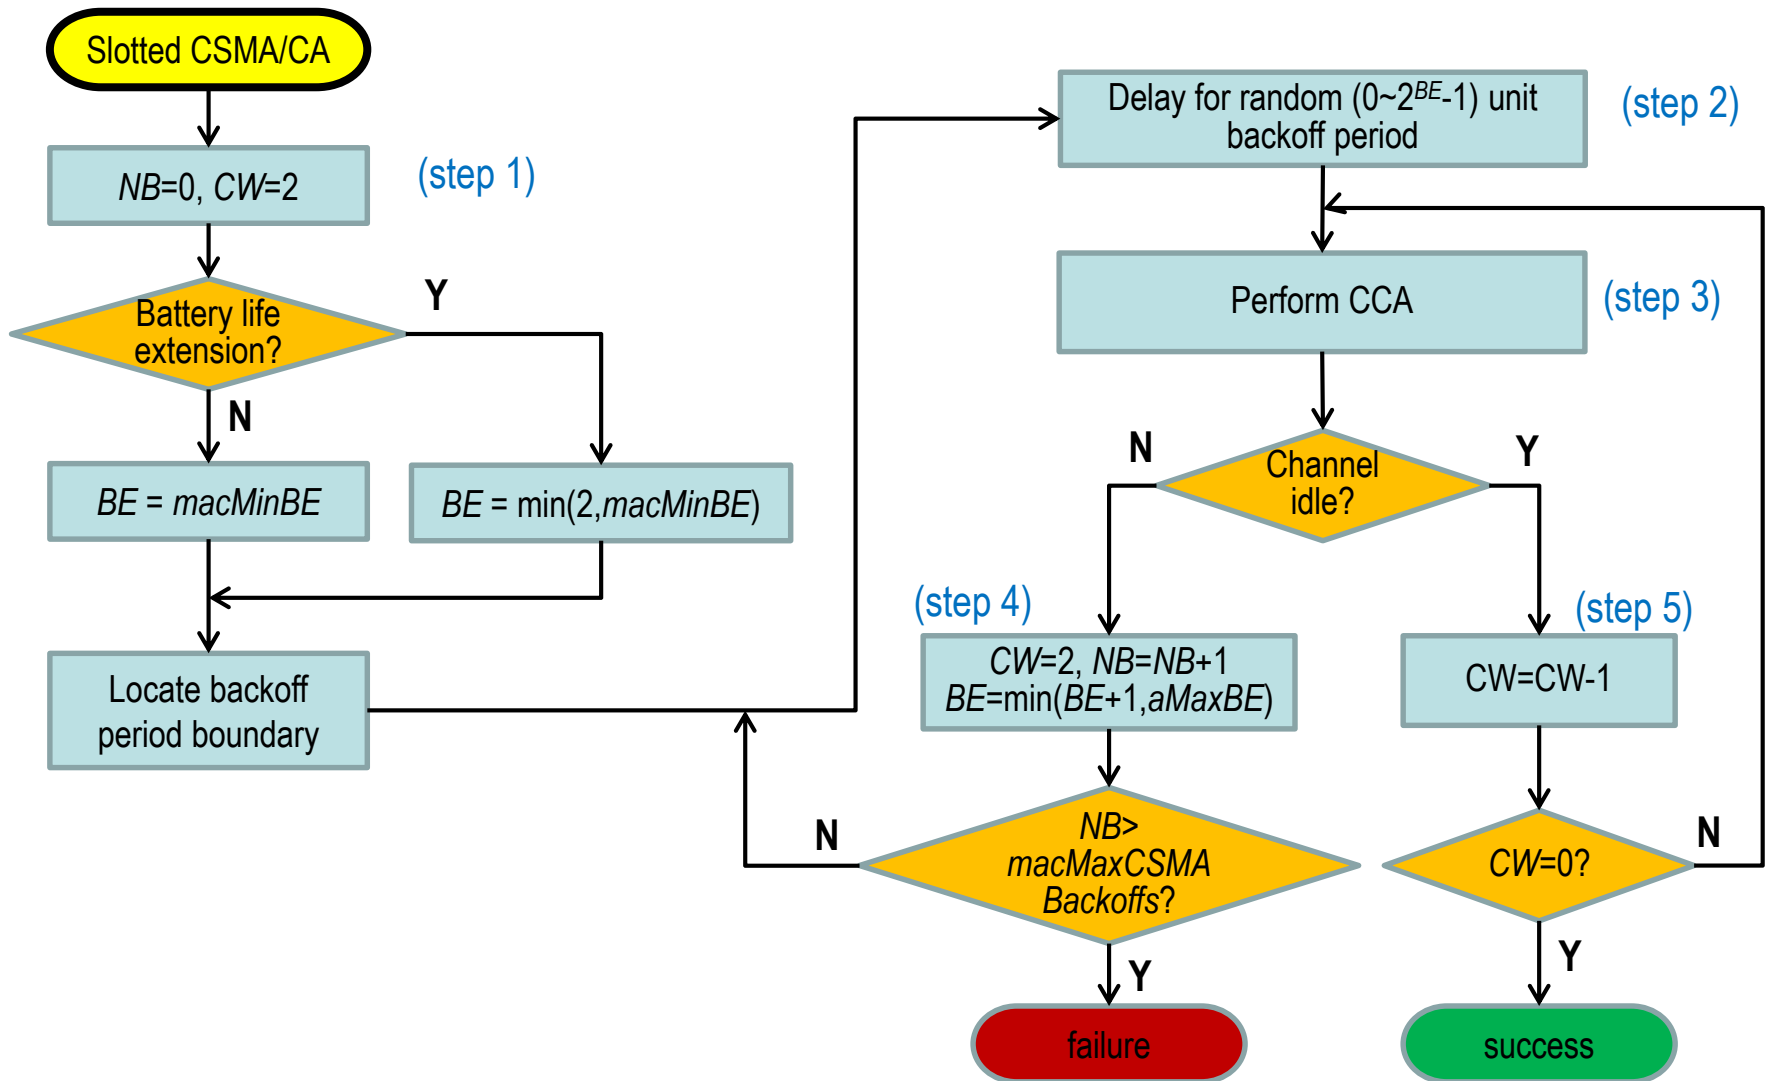 Slotted CSMA/CA
NB=0, CW=2
(step 1)
Battery life
extension?
Y
N
BE = macMinBE
BE = min(2,macMinBE)
Locate backoff
period boundary
Delay for random (0~2^BE-1) unit
backoff period
(step 2)
Perform CCA
(step 3)
Channel
idle?
N
Y
(step 4)
CW=2, NB=NB+1
BE=min(BE+1,aMaxBE)
(step 5)
CW=CW-1
NB>
macMaxCSMA
Backoffs?
N
Y
failure
CW=0?
N
Y
success